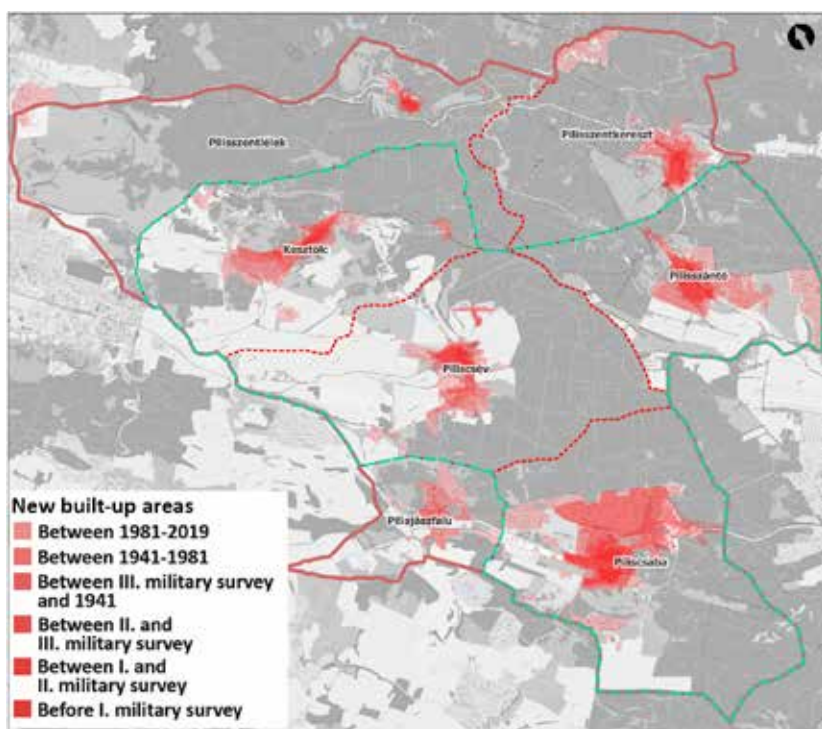 Pilisszentlélek
Pilisszentkereszt
Kesztölc
Pilisszántó
Piliscsév
Pilisjászfalu
Piliscsaba
New built-up areas
Between 1981-2019
Between 1941-1981
Between III. military survey
and 1941
Between II. and
III. military survey
Between I. and
II. military survey
Before I. military survey